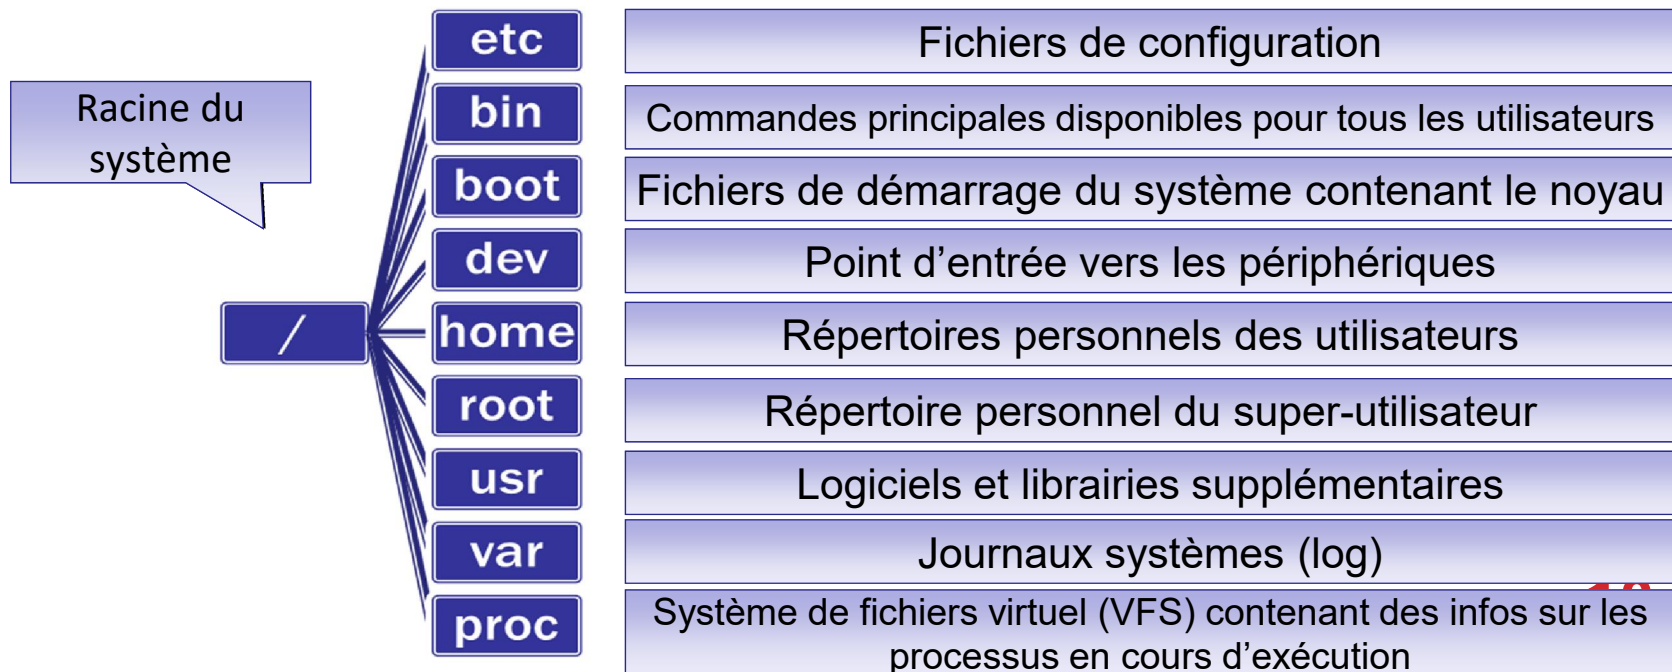 etc
Fichiers de configuration
Racine du
système
bin
Commandes principales disponibles pour tous les utilisateurs
boot
Fichiers de démarrage du système contenant le noyau
dev
Point d’entrée vers les périphériques
/
home
Répertoires personnels des utilisateurs
root
Répertoire personnel du super-utilisateur
usr
Logiciels et librairies supplémentaires
var
Journaux systèmes (log)
proc
Système de fichiers virtuel (VFS) contenant des infos sur les
processus en cours d’exécution